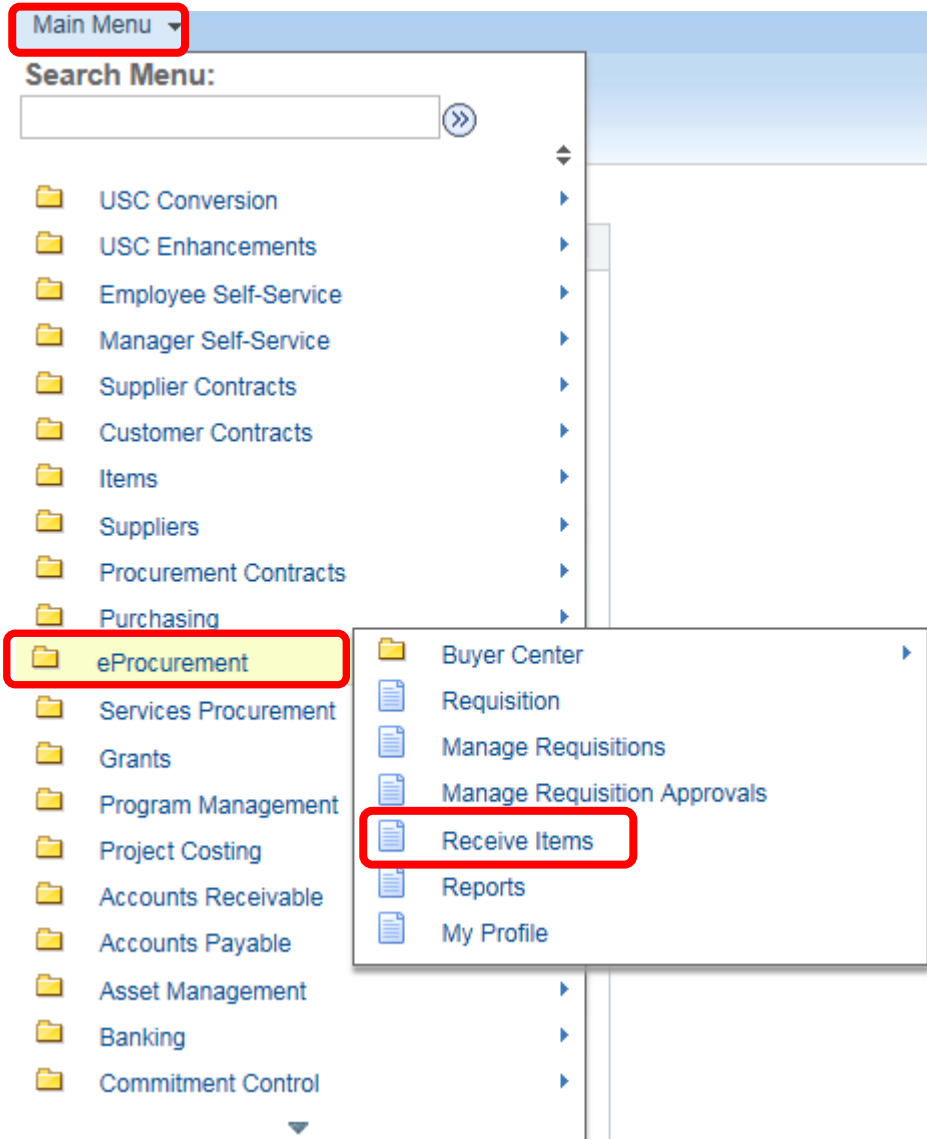 Main Menu
Search Menu:
USC Conversion
USC Enhancements
Employee Self-Service
Manager Self-Service
Supplier Contracts
Customer Contracts
Items
Suppliers
Procurement Contracts
Purchasing
eProcurement
Buyer Center
Requisition
Manage Requisitions
Manage Requisition Approvals
Receive Items
Reports
My Profile
Services Procurement
Grants
Program Management
Project Costing
Accounts Receivable
Accounts Payable
Asset Management
Banking
Commitment Control